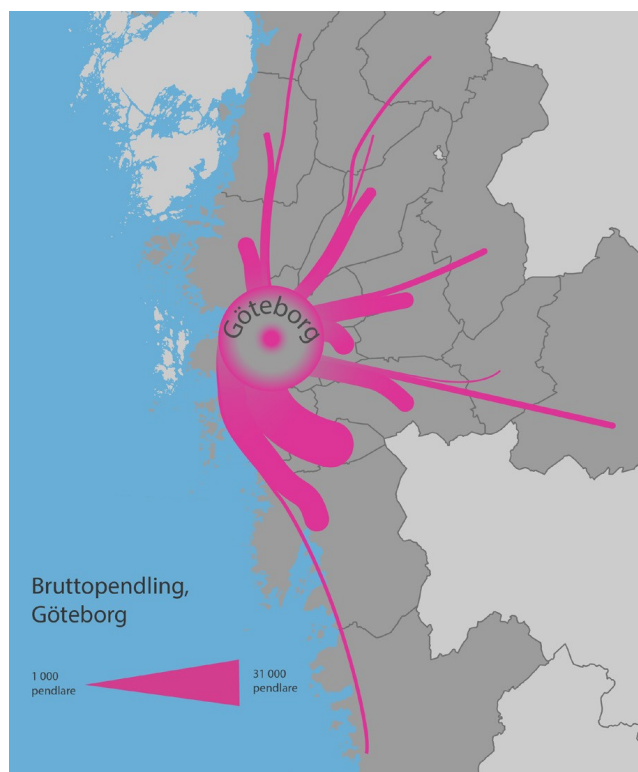 Göteborg
Bruttopendling,
Göteborg
1 000
pendlare
31 000
pendlare